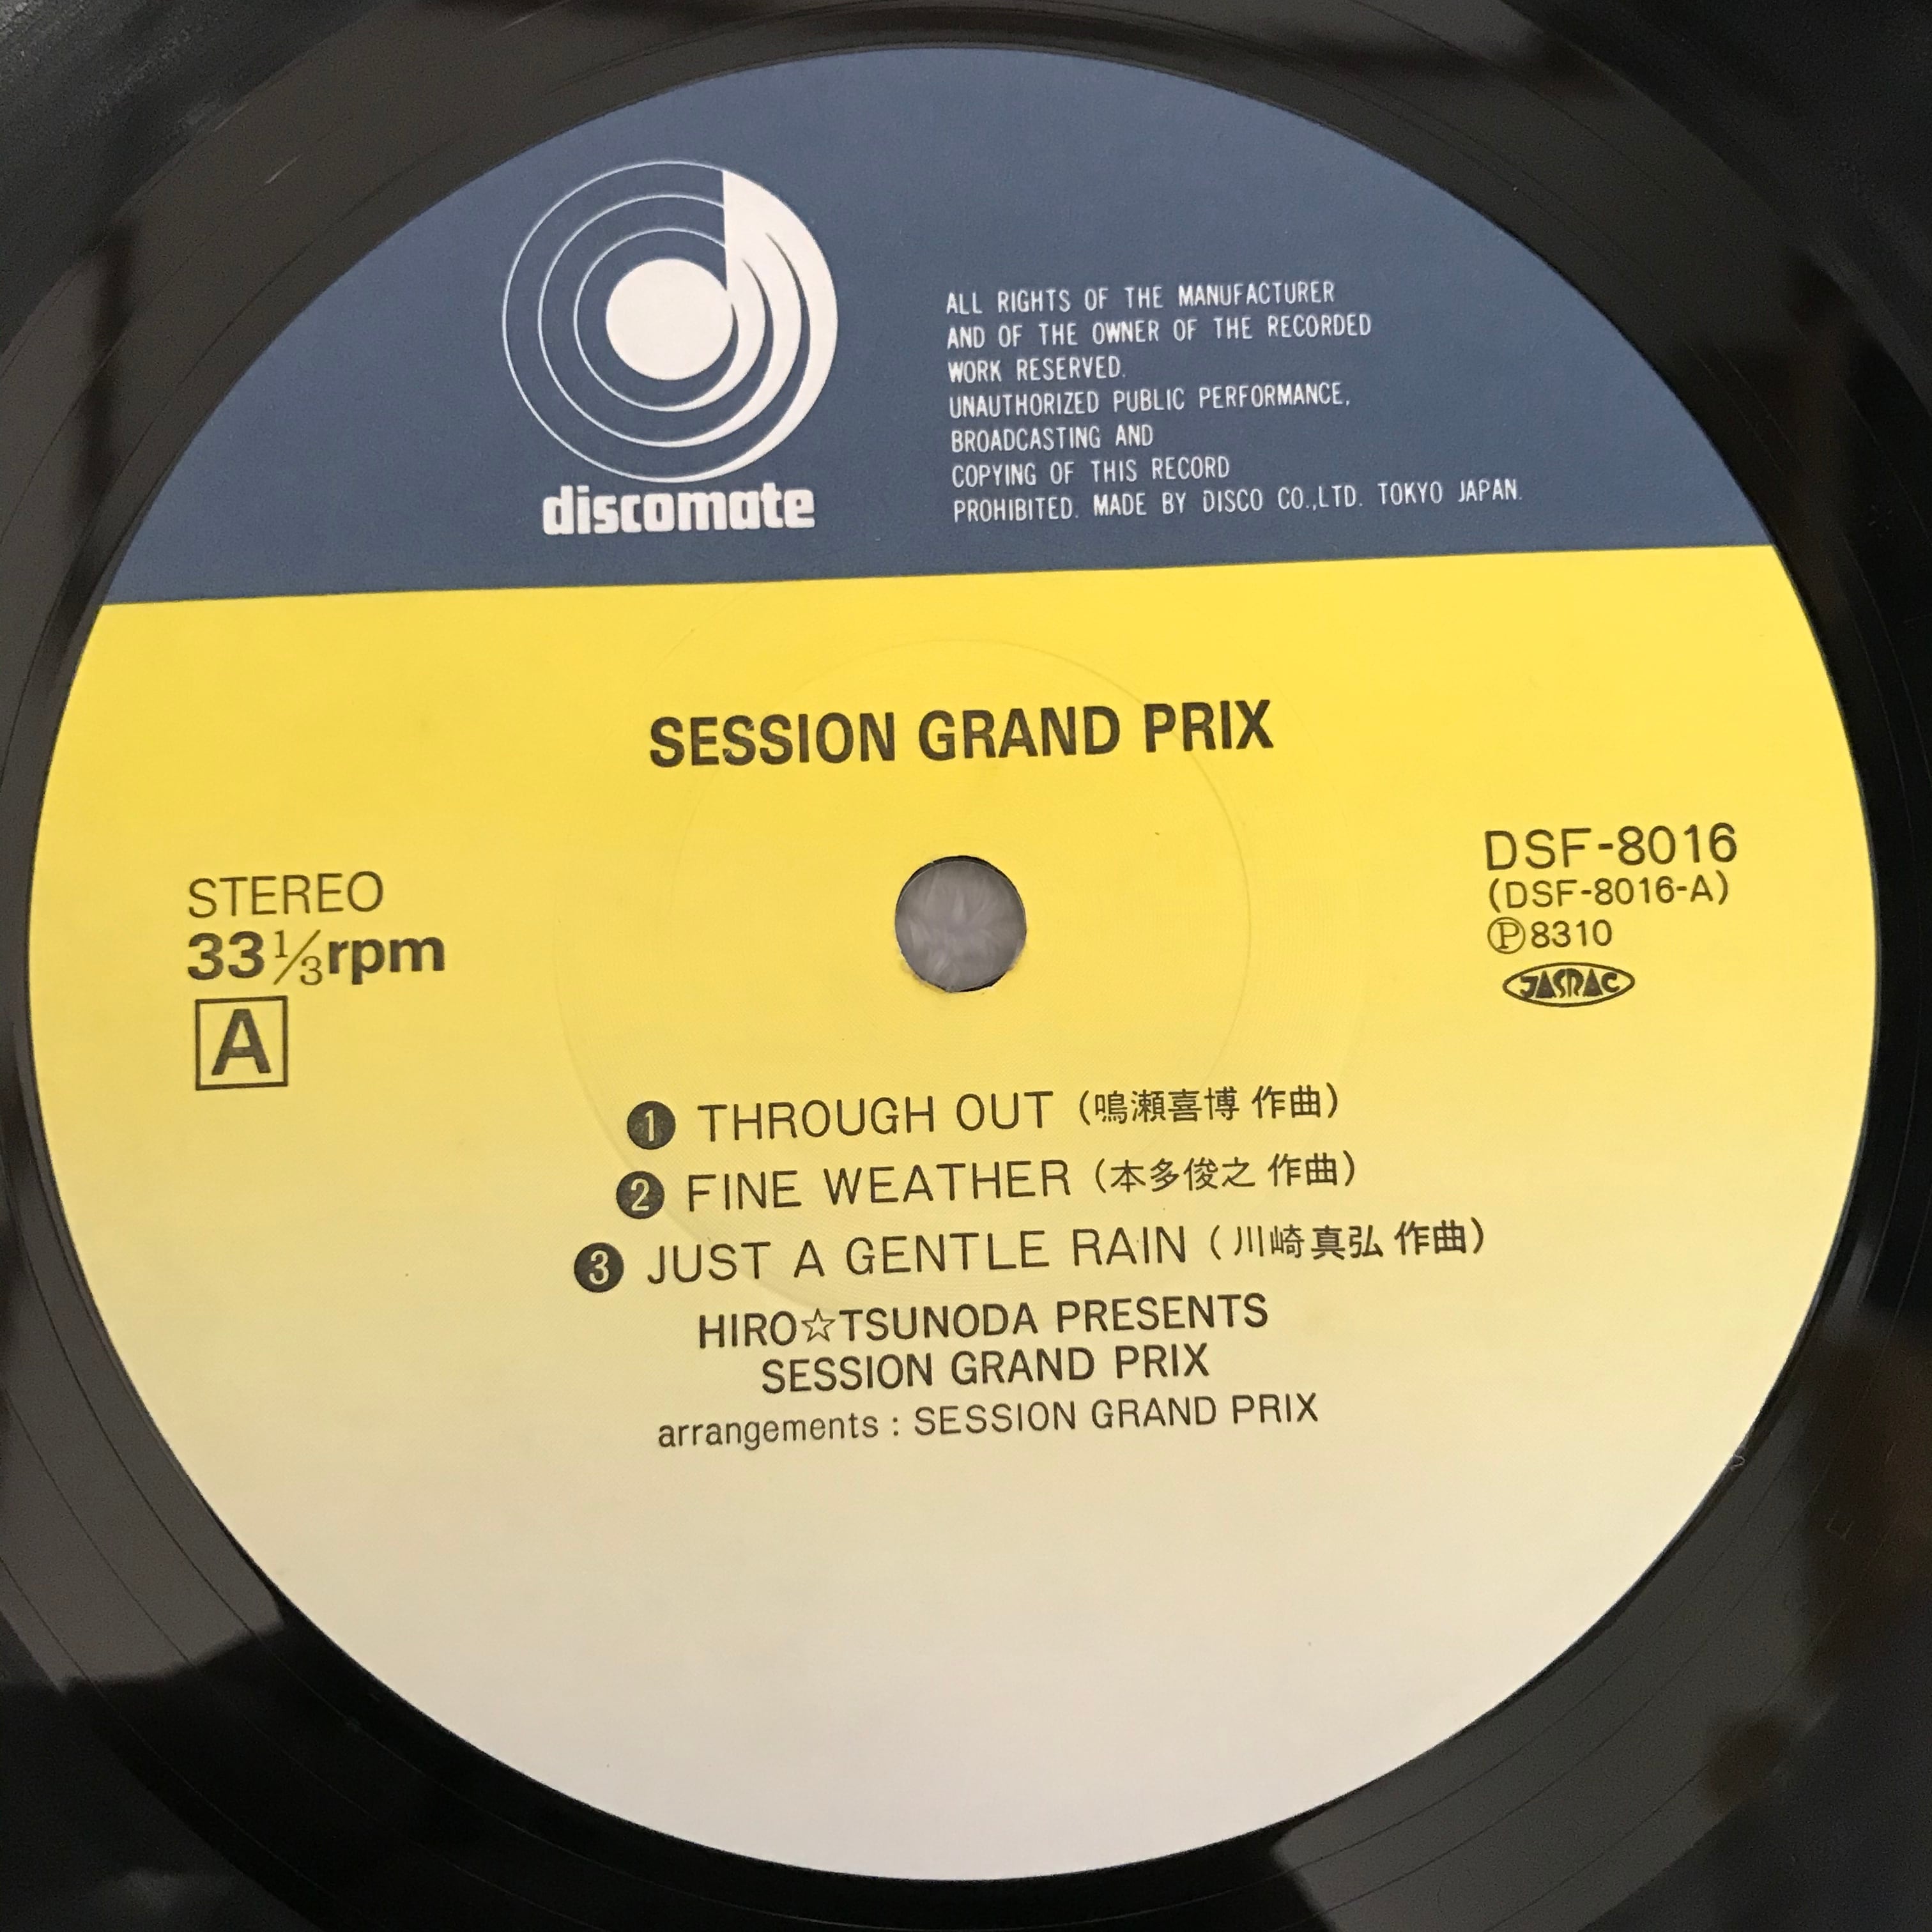 discomate
ALL RIGHTS OF THE MANUFACTURER
AND OF THE OWNER OF THE RECORDED
WORK RESERVED.
UNAUTHORIZED PUBLIC PERFORMANCE,
BROADCASTING AND
COPYING OF THIS RECORD
PROHIBITED. MADE BY DISCO CO.,LTD. TOKYO JAPAN.
SESSION GRAND PRIX
STEREO
33⅓rpm
A
DSF-8016
(DSF-8016-A)
Ⓟ8310
JASRAC
❶ THROUGH OUT (鳴瀬喜博 作曲)
❷ FINE WEATHER (本多俊之 作曲)
❸ JUST A GENTLE RAIN (川崎真弘 作曲)
HIRO☆TSUNODA PRESENTS
SESSION GRAND PRIX
arrangements : SESSION GRAND PRIX